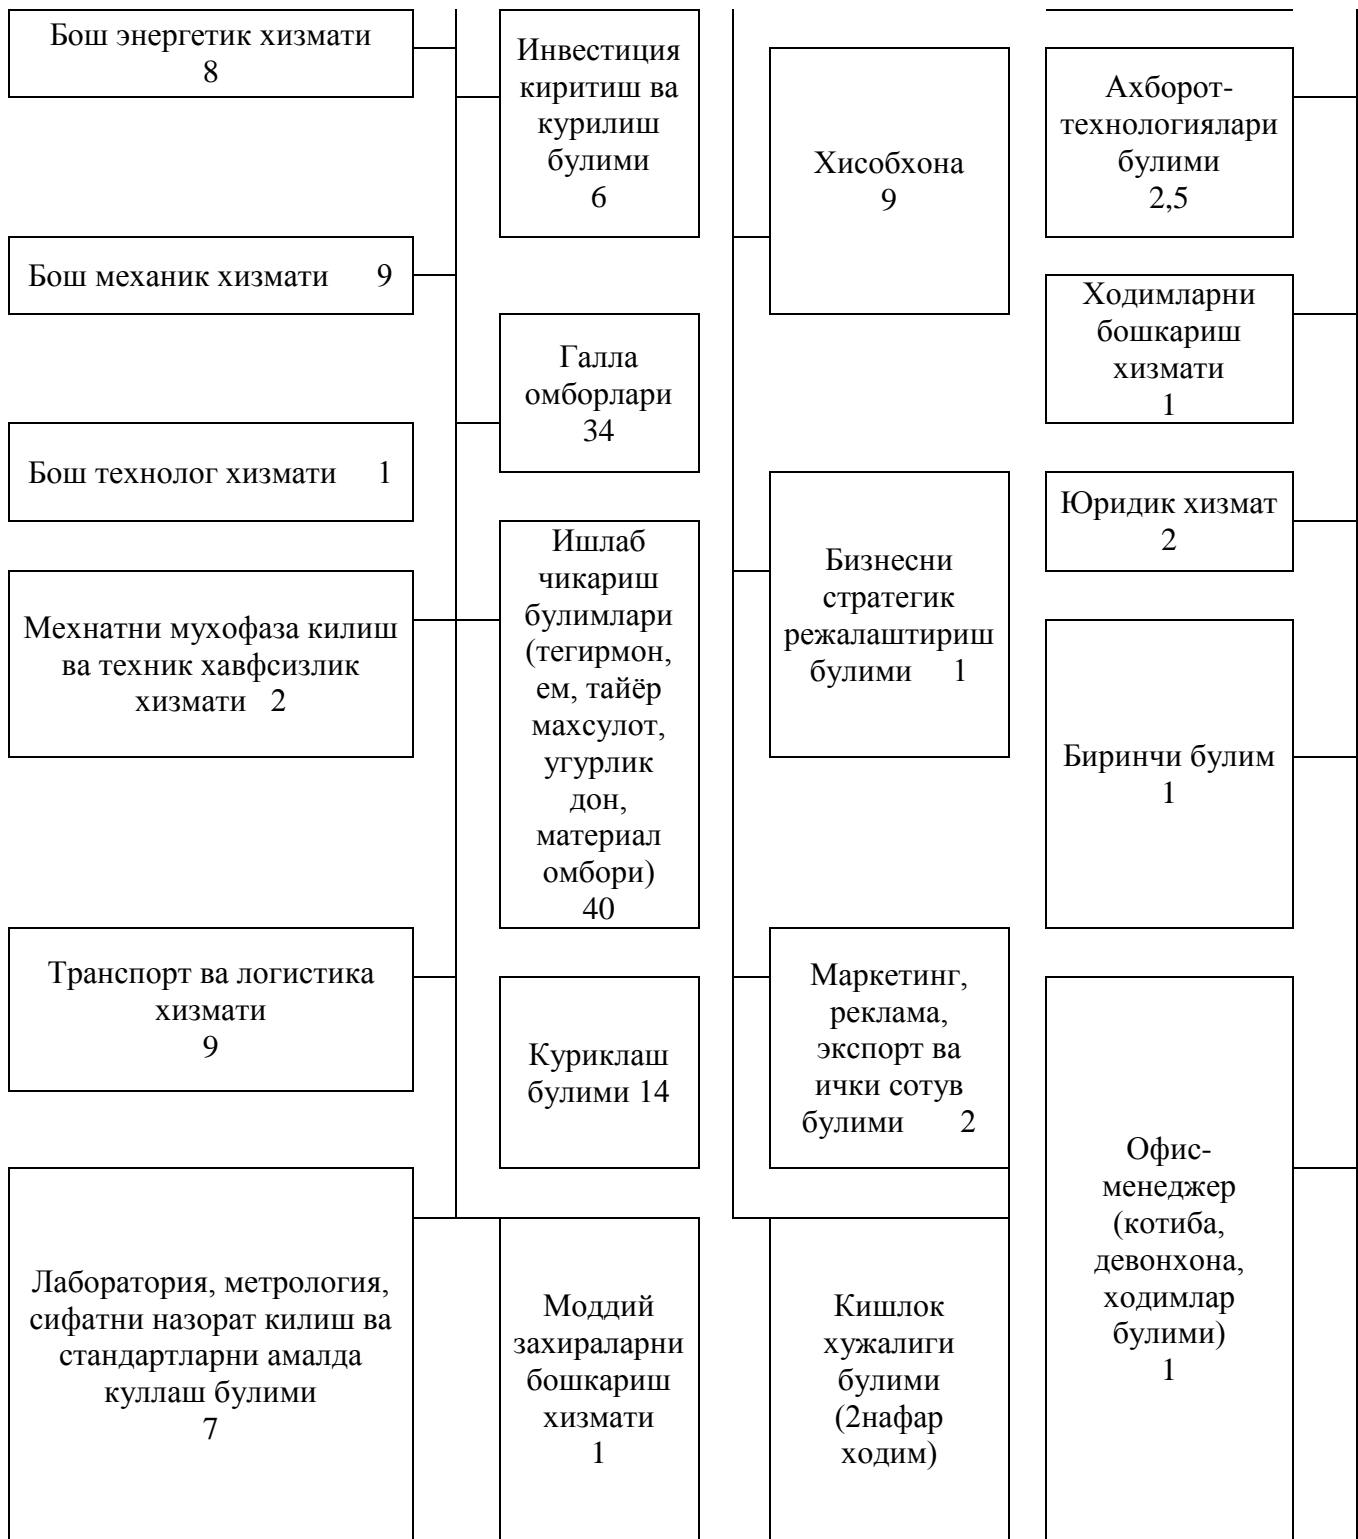 Бош энергетик хизмати
8
Бош механик хизмати 9
Бош технолог хизмати 1
Мехнатни мухофаза килиш
ва техник хавфсизлик
хизмати 2
Транспорт ва логистика
хизмати
9
Лаборатория, метрология,
сифатни назорат килиш ва
стандартларни амалда
куллаш булими
7
Инвестиция
киритиш ва
курилиш
булими
6
Галла
омборлари
34
Ишлаб
чикариш
булимлари
(тегирмон,
ем, тайёр
махсулот,
угурлик
дон,
материал
омбори)
40
Куриклаш
булими 14
Моддий
захираларни
бошкариш
хизмати
1
Хисобхона
9
Бизнесни
стратегик
режалаштириш
булими 1
Маркетинг,
реклама,
экспорт ва
ички сотув
булими 2
Кишлок
хужалиги
булими
(2нафар
ходим)
Ахборот-
технологиялари
булими
2,5
Ходимларни
бошкариш
хизмати
1
Юридик хизмат
2
Биринчи булим
1
Офис-
менеджер
(котиба,
девонхона,
ходимлар
булими)
1